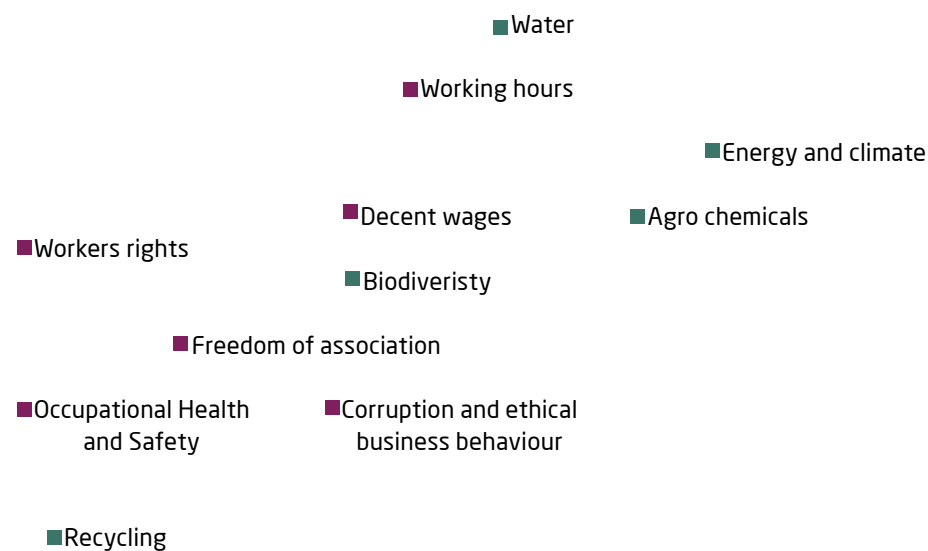 Water
Working hours
Energy and climate
Decent wages
Agro chemicals
Workers rights
Biodiveristy
Freedom of association
Occupational Health
and Safety
Corruption and ethical
business behaviour
Recycling